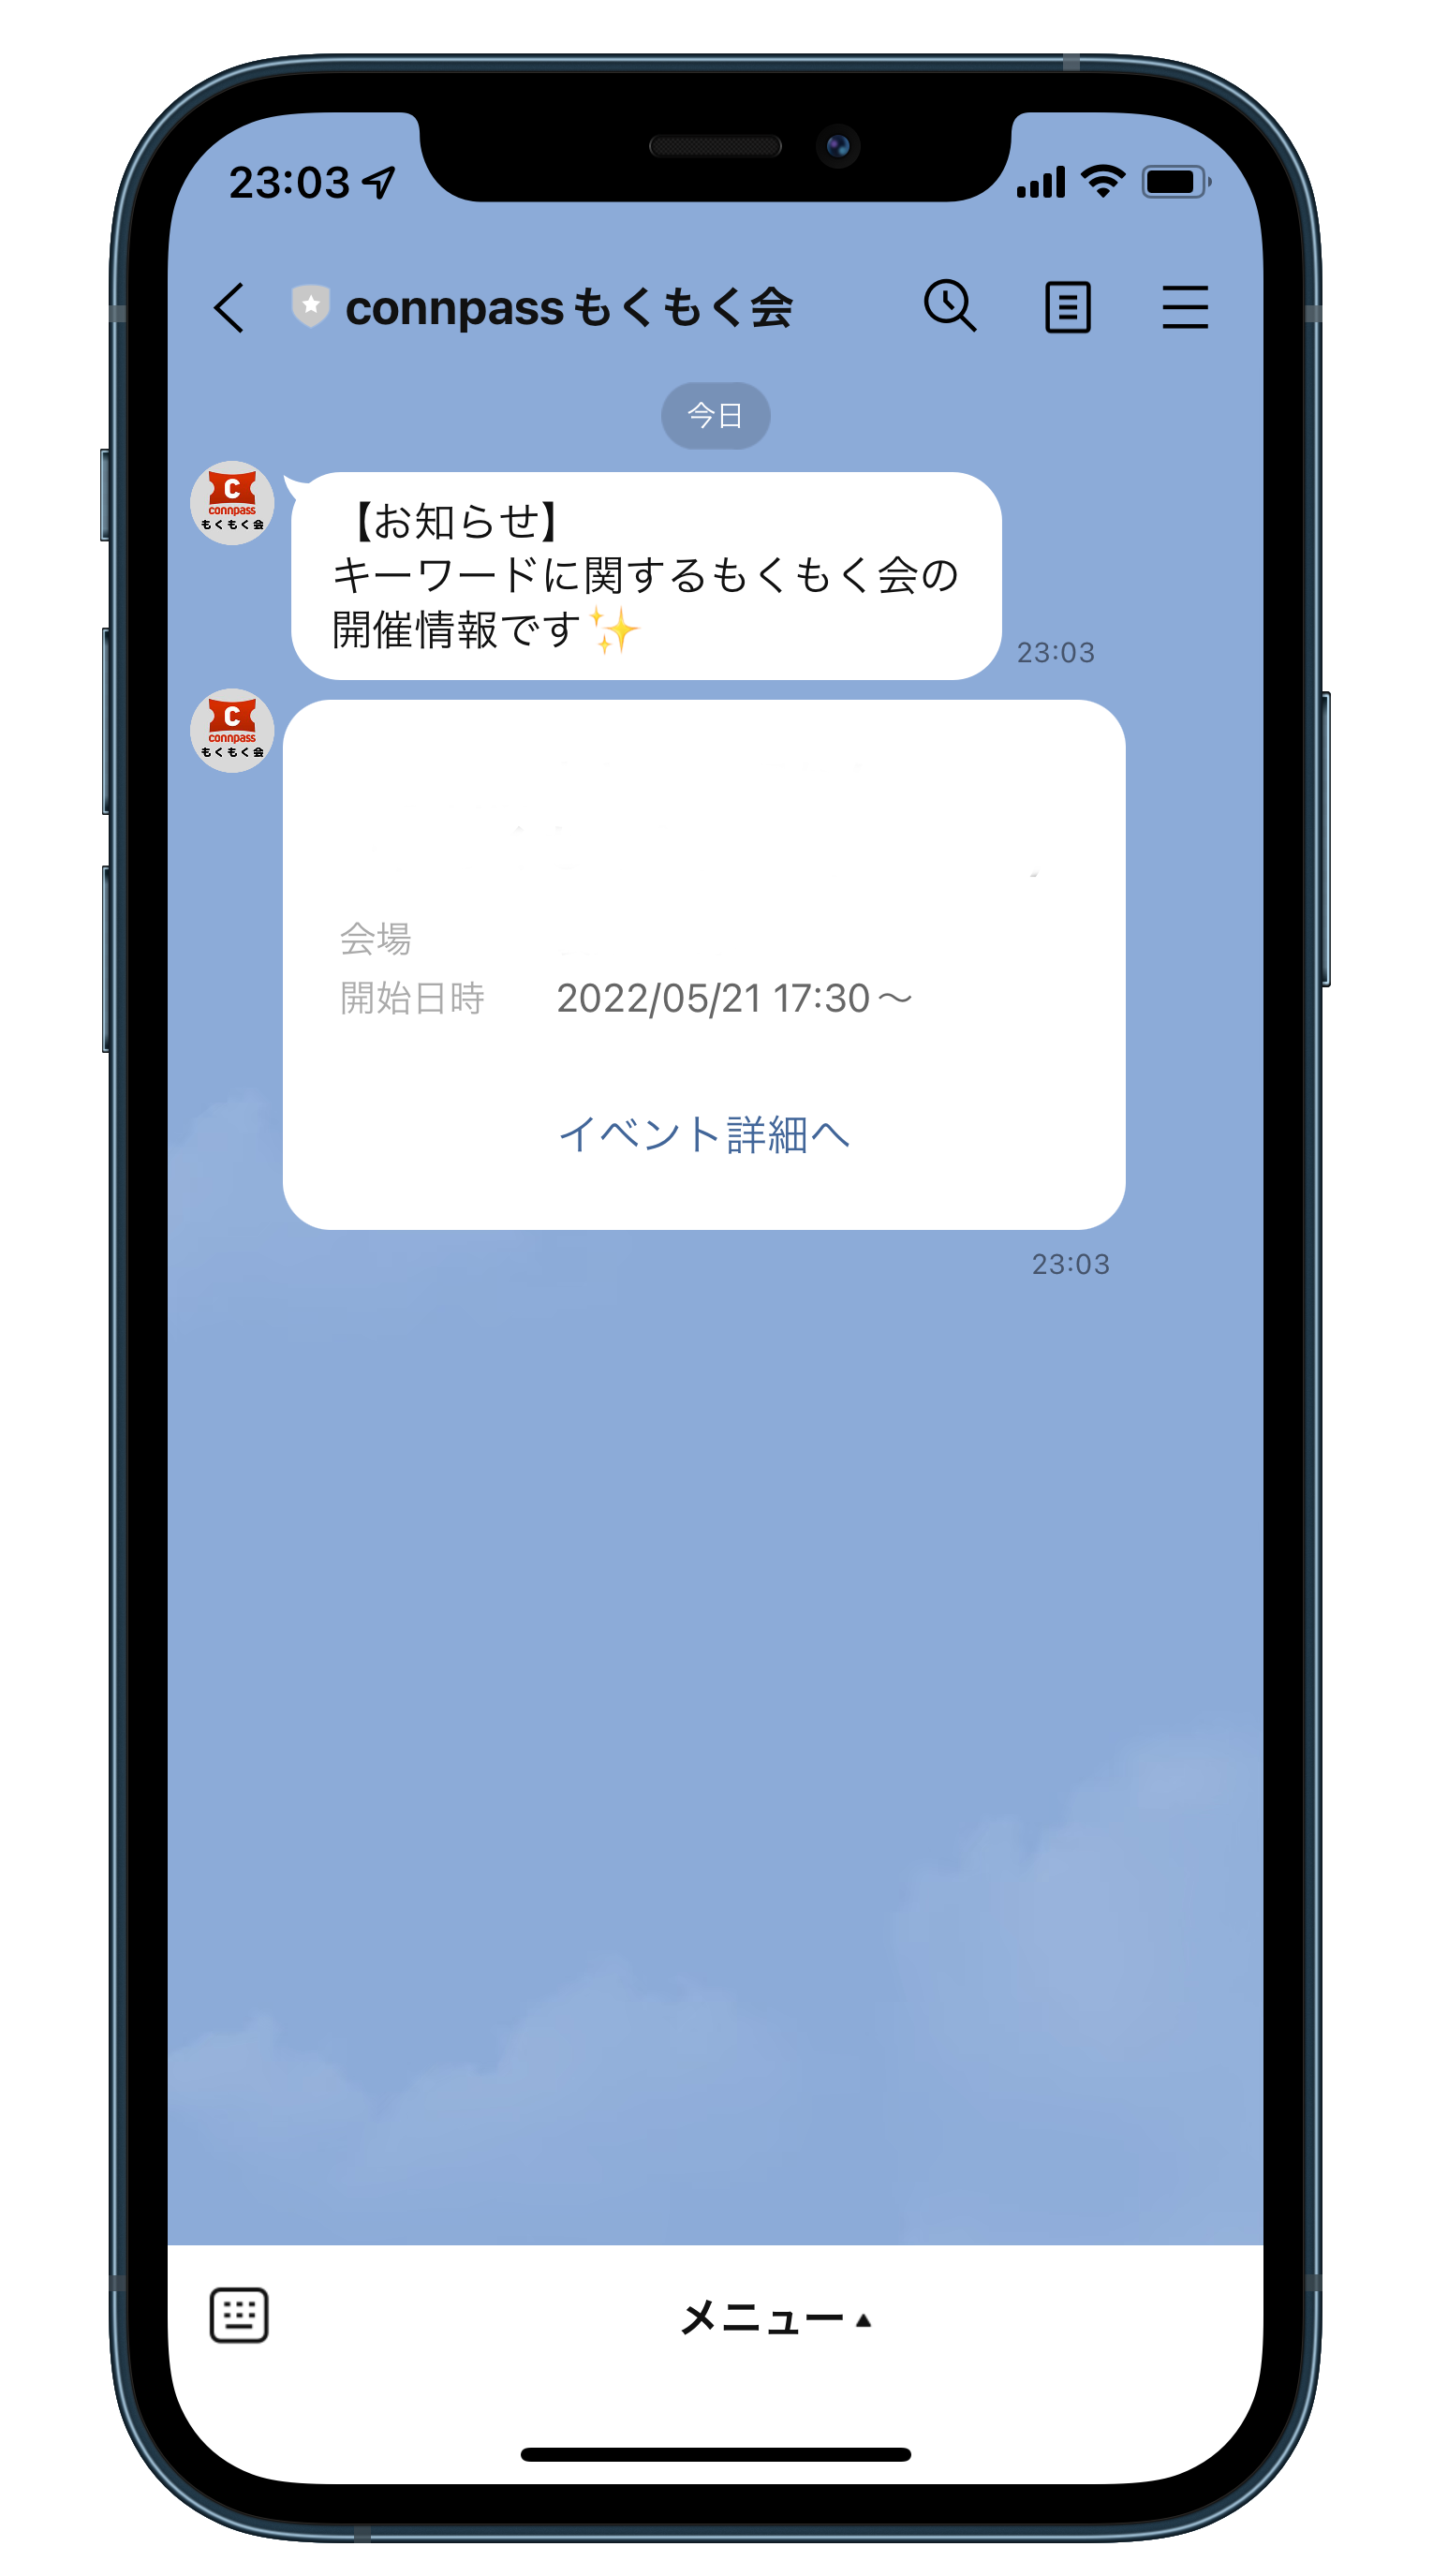 23:03
connpassもくもく会
今日
C
connpass
もくもく会
【お知らせ】
キーワードに関するもくもく会の
開催情報です✨
23:03
C
connpass
もくもく会
会場
開始日時 2022/05/21 17:30〜
イベント詳細へ
23:03
メニュー▲